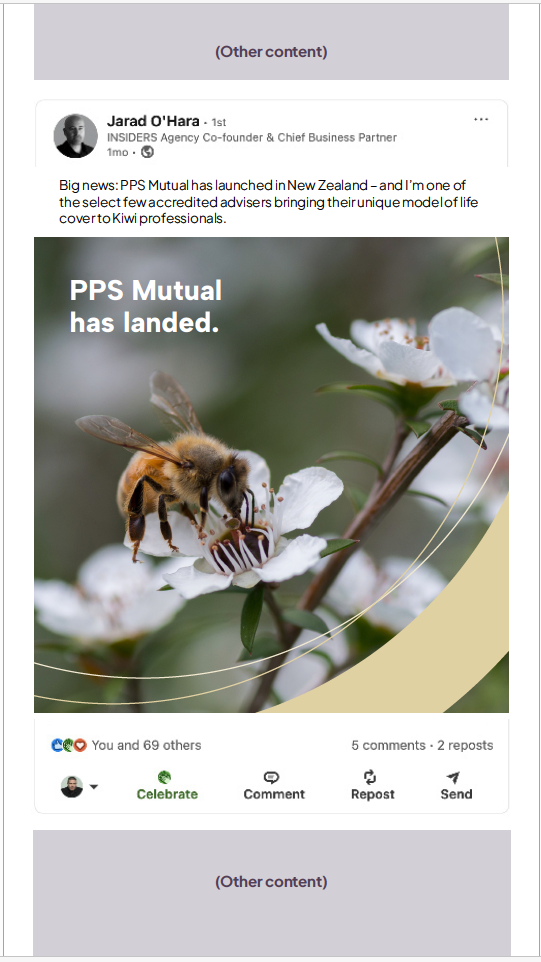 (Other content)
Jarad O'Hara · 1st
INSIDERS Agency Co-founder & Chief Business Partner
1mo ·
Big news: PPS Mutual has launched in New Zealand – and I'm one of
the select few accredited advisers bringing their unique model of life
cover to Kiwi professionals.
PPS Mutual
has landed.
You and 69 others
5 comments · 2 reposts
Celebrate
Comment
Repost
Send
(Other content)